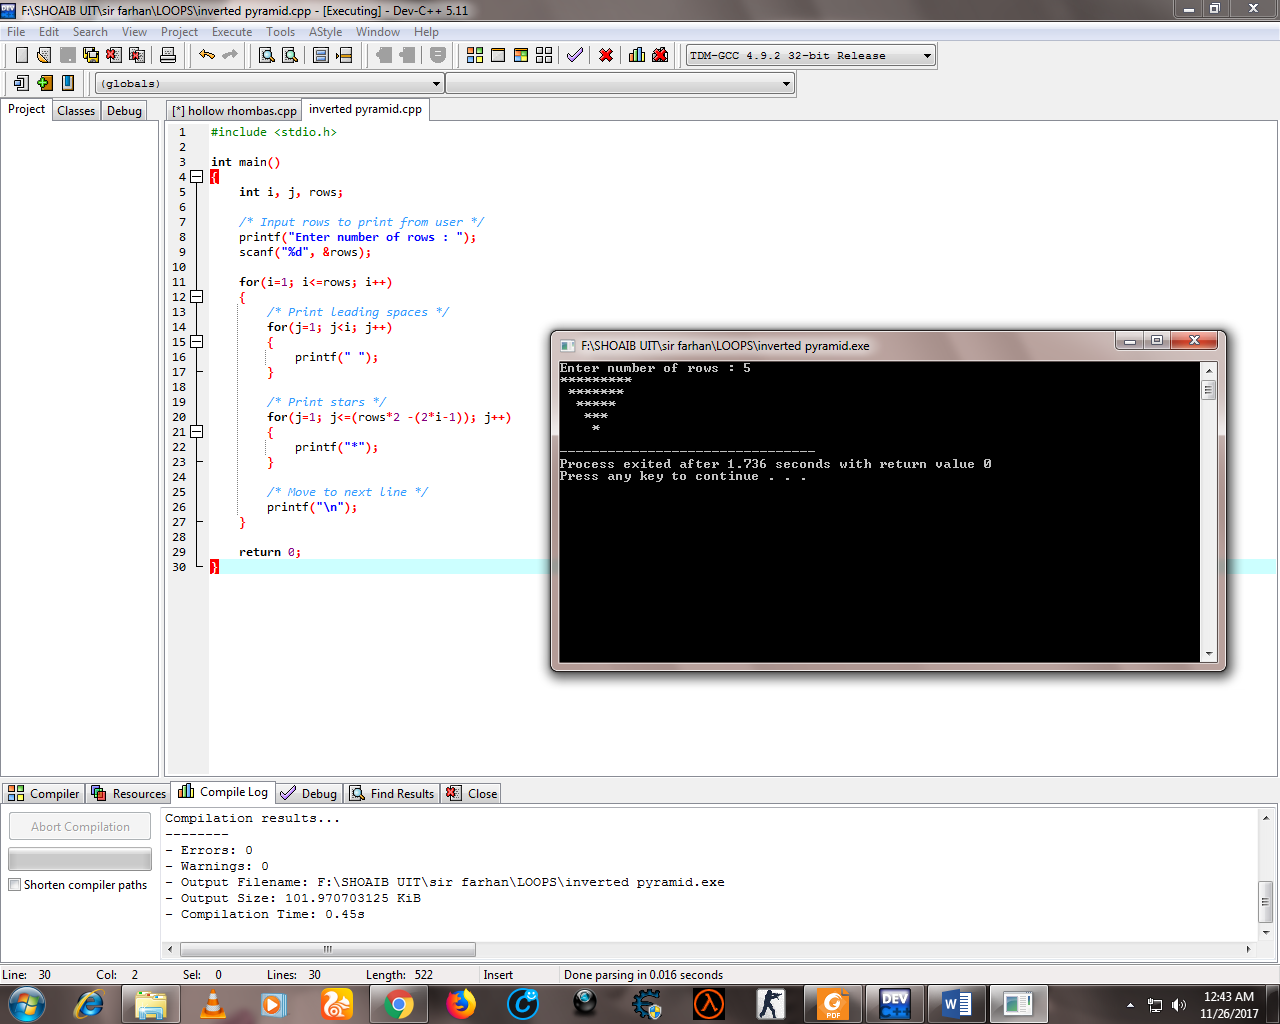 F:\SHOAIB UIT\sir farhan\LOOPS\inverted pyramid.cpp - [Executing] - Dev-C++ 5.11
File Edit Search View Project Execute Tools AStyle Window Help
TDM-GCC 4.9.2 32-bit Release
(globals)
Project Classes Debug
[*] hollow rhombas.cpp inverted pyramid.cpp
1 #include <stdio.h>
2
3 int main()
4 {
5 int i, j, rows;
6
7 /* Input rows to print from user */
8 printf("Enter number of rows : ");
9 scanf("%d", &rows);
10
11 for(i=1; i<=rows; i++)
12 {
13 /* Print leading spaces */
14 for(j=1; j<i; j++)
15 {
16 printf(" ");
17 }
18
19 /* Print stars */
20 for(j=1; j<=(rows*2 -(2*i-1)); j++)
21 {
22 printf("*");
23 }
24
25 /* Move to next line */
26 printf("\n");
27 }
28
29 return 0;
30 }
F:\SHOAIB UIT\sir farhan\LOOPS\inverted pyramid.exe
Enter number of rows : 5
*********
 *******
  *****
   ***
    *
--------------------------------
Process exited after 1.736 seconds with return value 0
Press any key to continue . . .
Compiler Resources Compile Log Debug Find Results Close
Abort Compilation
Shorten compiler paths
Compilation results...
--------
- Errors: 0
- Warnings: 0
- Output Filename: F:\SHOAIB UIT\sir farhan\LOOPS\inverted pyramid.exe
- Output Size: 101.970703125 KiB
- Compilation Time: 0.45s
Line: 30 Col: 2 Sel: 0 Lines: 30 Length: 522 Insert Done parsing in 0.016 seconds
PDF
DEV
C++
12:43 AM
11/26/2017